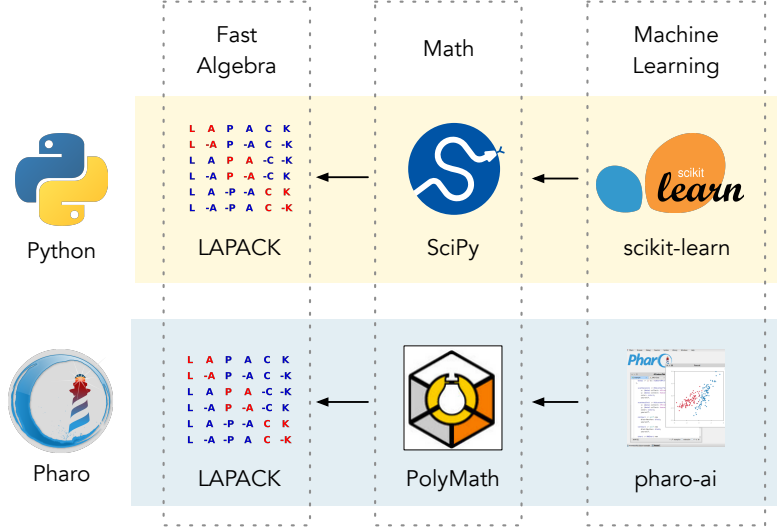 Fast
Algebra
Math
Machine
Learning
L A P A C K
L -A P -A C -K
L A P A -C -K
L -A P -A -C K
L A -P -A C K
L -A -P A C -K
scikit
learn
Python
LAPACK
SciPy
scikit-learn
L A P A C K
L -A P -A C -K
L A P A -C -K
L -A P -A -C K
L A -P -A C K
L -A -P A C -K
Pharo
Pharo
LAPACK
PolyMath
pharo-ai